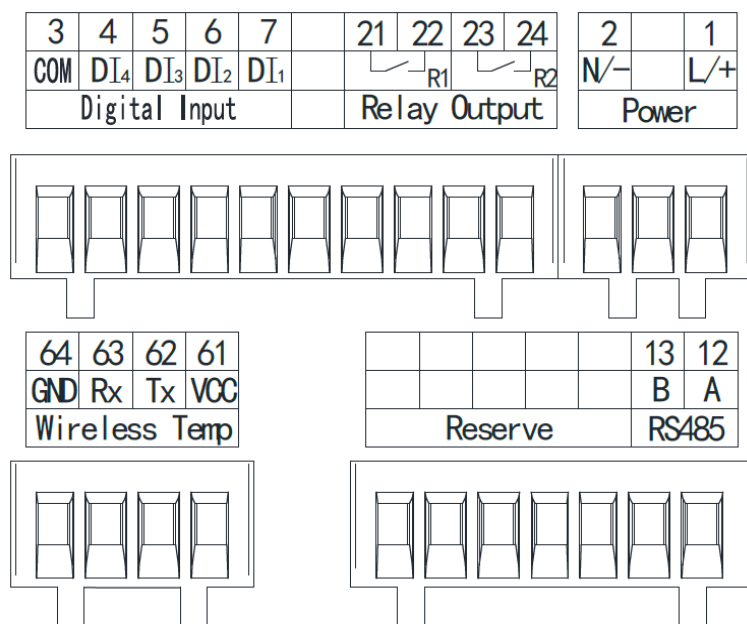 3 4 5 6 7 21 22 23 24 2 1
COM DI₄ DI₃ DI₂ DI₁ R1 R2 N/- L/+
Digital Input Relay Output Power
64 63 62 61 13 12
GND Rx Tx VCC B A
Wireless Temp Reserve RS485